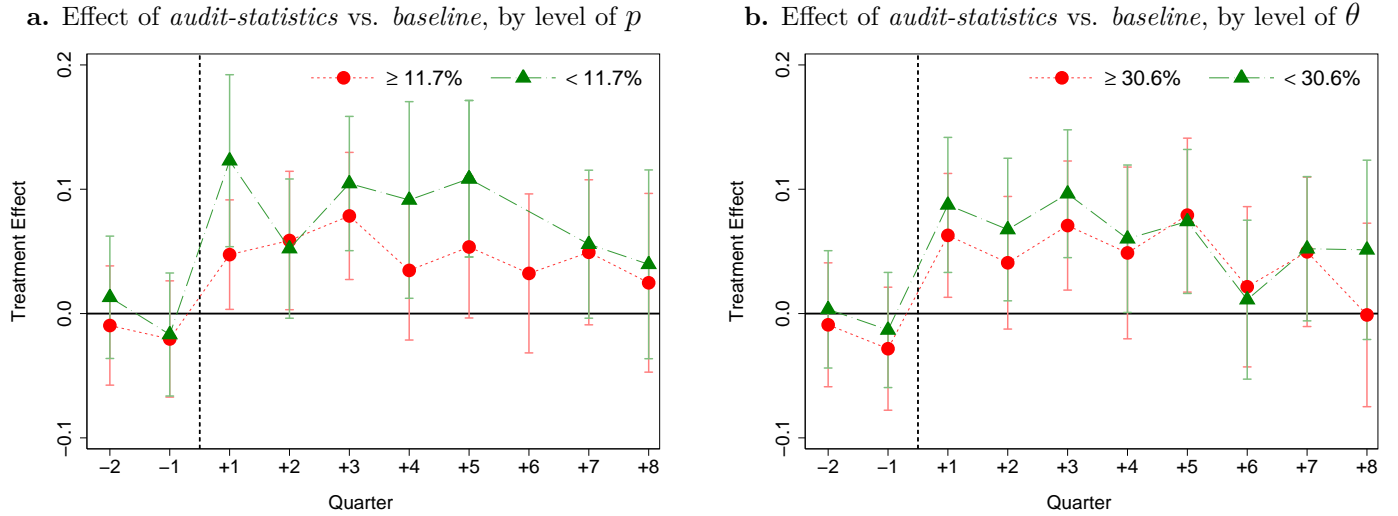 a. Effect of audit-statistics vs. baseline, by level of p
≥ 11.7% < 11.7%
0.2
0.1
0.0
−0.1
Treatment Effect
−2 −1 +1 +2 +3 +4 +5 +6 +7 +8
Quarter
b. Effect of audit-statistics vs. baseline, by level of θ
≥ 30.6% < 30.6%
0.2
0.1
0.0
−0.1
Treatment Effect
−2 −1 +1 +2 +3 +4 +5 +6 +7 +8
Quarter